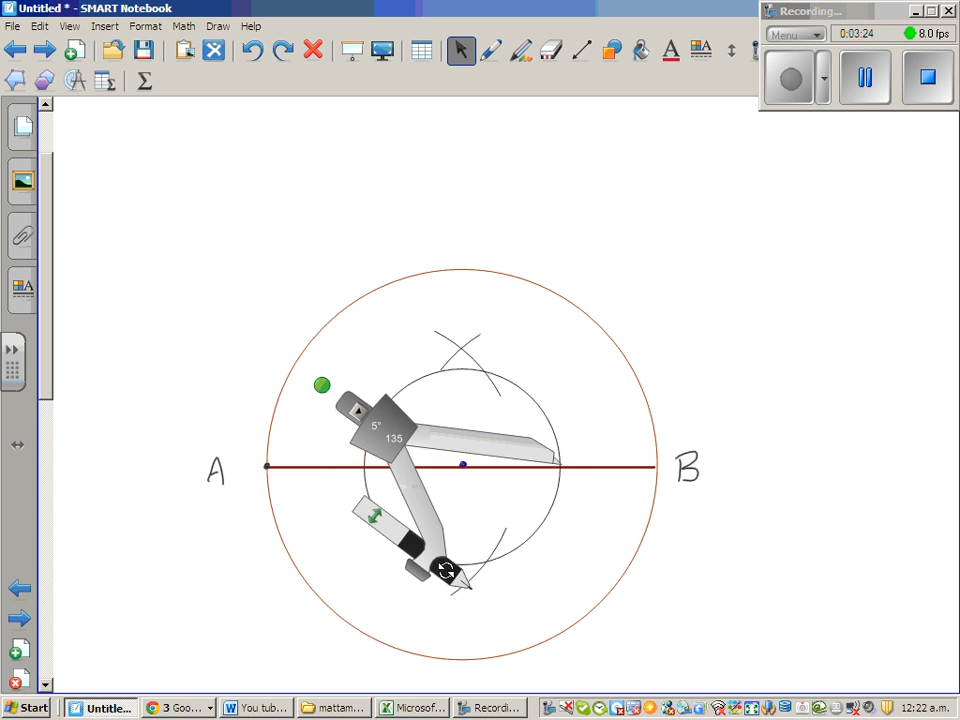 Untitled * - SMART Notebook
Recording...
File Edit View Insert Format Math Draw Help
Menu
0:03:24
8.0 fps
A
A
Σ
5°
135
A
B
Start
Untitle...
3 Goo...
You tub...
mattam...
Microsof...
Recordi...
12:22 a.m.